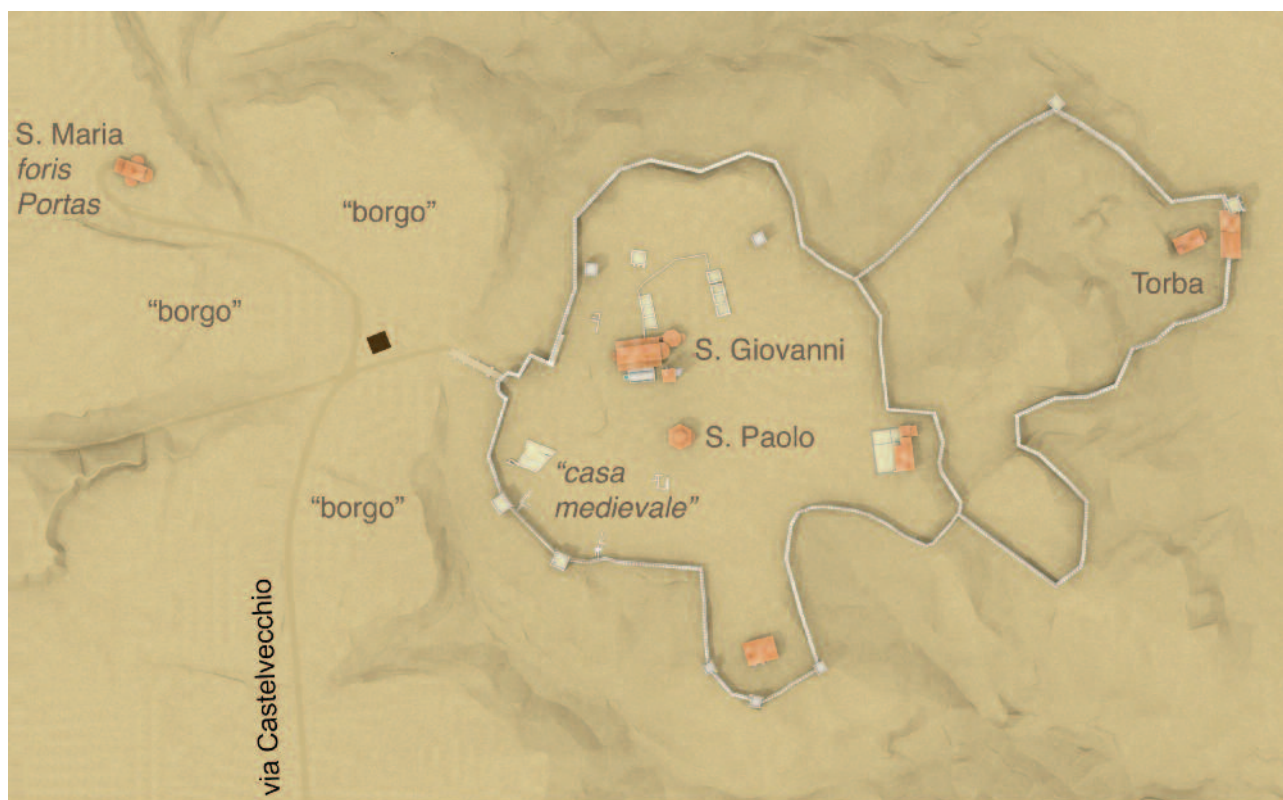 S. Maria
foris
Portas
“borgo”
“borgo”
Torba
S. Giovanni
S. Paolo
“casa
medievale”
“borgo”
via Castelvecchio